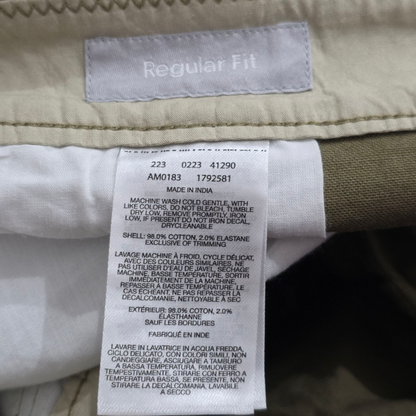 Regular Fit
223 0223 41290
AM0183 1792581
MADE IN INDIA
MACHINE WASH COLD GENTLE, WITH
LIKE COLORS, DO NOT BLEACH, TUMBLE
DRY LOW, REMOVE PROMPTLY, IRON
LOW, IF PRESENT DO NOT IRON DECAL,
DRYCLEANABLE
SHELL: 98.0% COTTON, 2.0% ELASTANE
EXCLUSIVE OF TRIMMING
LAVAGE MACHINE À FROID, CYCLE DÉLICAT,
AVEC DES COULEURS SIMILAIRES, NE
PAS UTILISER D'EAU DE JAVEL, SÉCHAGE
MACHINE, BASSE TEMPÉRATURE, SORTIR
IMMÉDIATEMENT DE LA MACHINE,
REPASSER À BASSE TEMPÉRATURE, LE
CAS ÉCHÉANT, NE PAS REPASSER LA
DÉCALCOMANIE, NETTOYABLE À SEC
EXTÉRIEUR: 98.0% COTON, 2.0%
ÉLASTHANNE
SAUF LES BORDURES
FABRIQUÉ EN INDE
LAVARE IN LAVATRICE IN ACQUA FREDDA,
CICLO DELICATO, CON COLORI SIMILI, NON
CANDEGGIARE, ASCIUGARE A TAMBURO
A BASSA TEMPERATURA, RIMUOVERE
TEMPESTIVAMENTE, STIRARE CON FERRO A
TEMPERATURA BASSA, SE PRESENTE, NON
STIRARE LA DECALCOMANIA, LAVABILE